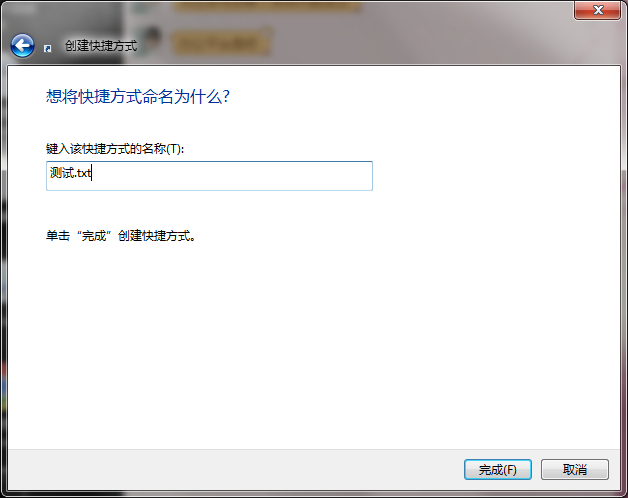 创建快捷方式
想将快捷方式命名为什么?
键入该快捷方式的名称(T):
测试.txt
单击“完成”创建快捷方式。
完成(F)
取消